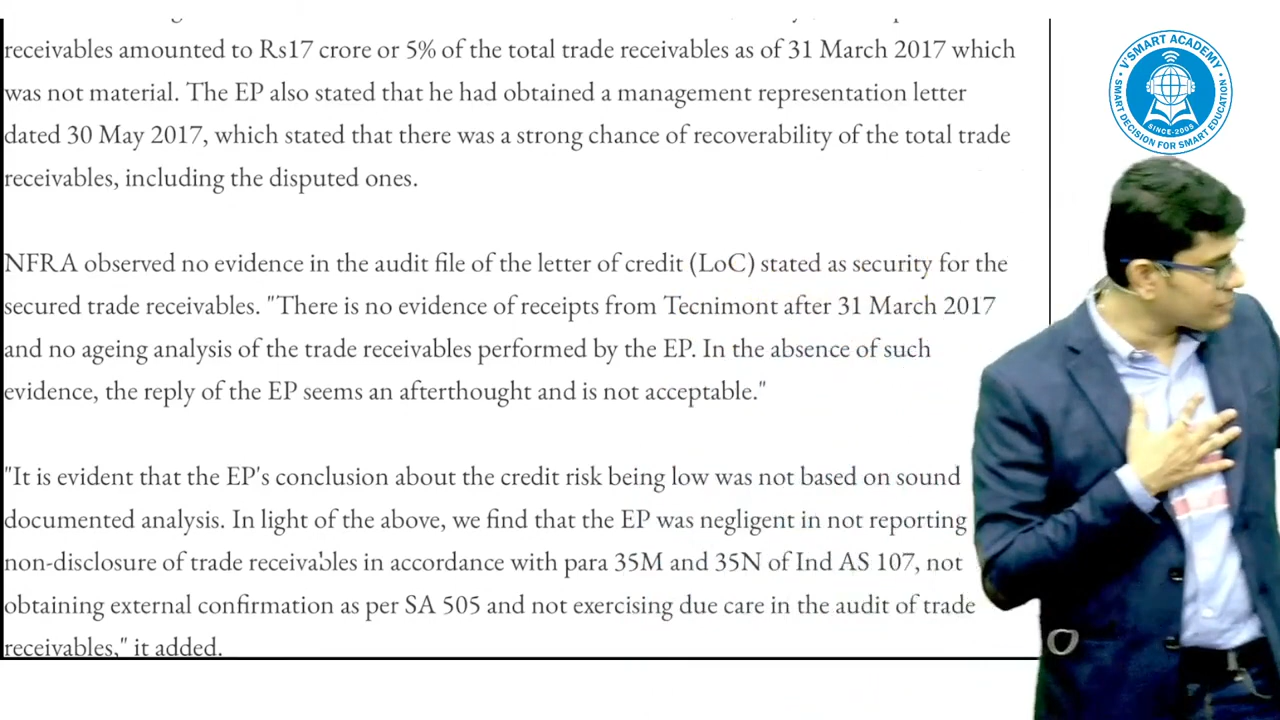 receivables amounted to Rs17 crore or 5% of the total trade receivables as of 31 March 2017 which
was not material. The EP also stated that he had obtained a management representation letter
dated 30 May 2017, which stated that there was a strong chance of recoverability of the total trade
receivables, including the disputed ones.
NFRA observed no evidence in the audit file of the letter of credit (LoC) stated as security for the
secured trade receivables. "There is no evidence of receipts from Tecnimont after 31 March 2017
and no ageing analysis of the trade receivables performed by the EP. In the absence of such
evidence, the reply of the EP seems an afterthought and is not acceptable."
"It is evident that the EP's conclusion about the credit risk being low was not based on sound
documented analysis. In light of the above, we find that the EP was negligent in not reporting
non-disclosure of trade receivables in accordance with para 35M and 35N of Ind AS 107, not
obtaining external confirmation as per SA 505 and not exercising due care in the audit of trade
receivables," it added.
• V'SMART ACADEMY •
SMART DECISION FOR SMART EDUCATION
SINCE-2009